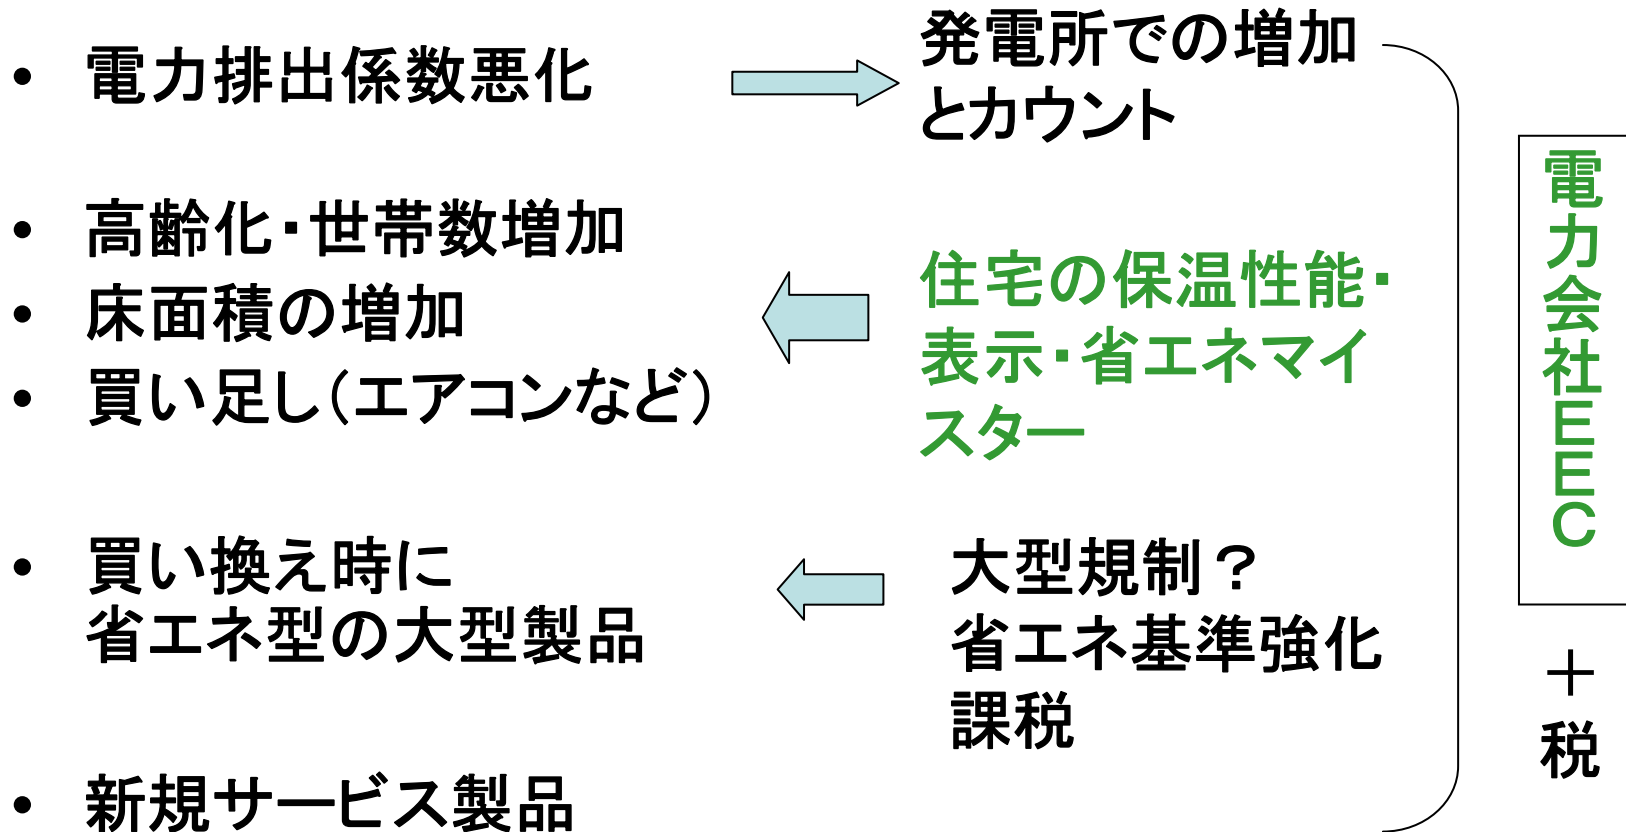 • 電力排出係数悪化
• 高齢化・世帯数増加
• 床面積の増加
• 買い足し（エアコンなど）
• 買い換え時に
省エネ型の大型製品
• 新規サービス製品
発電所での増加
とカウント
住宅の保温性能・
表示・省エネマイ
スター
大型規制？
省エネ基準強化
課税
電力会社ＥＥＣ
＋税